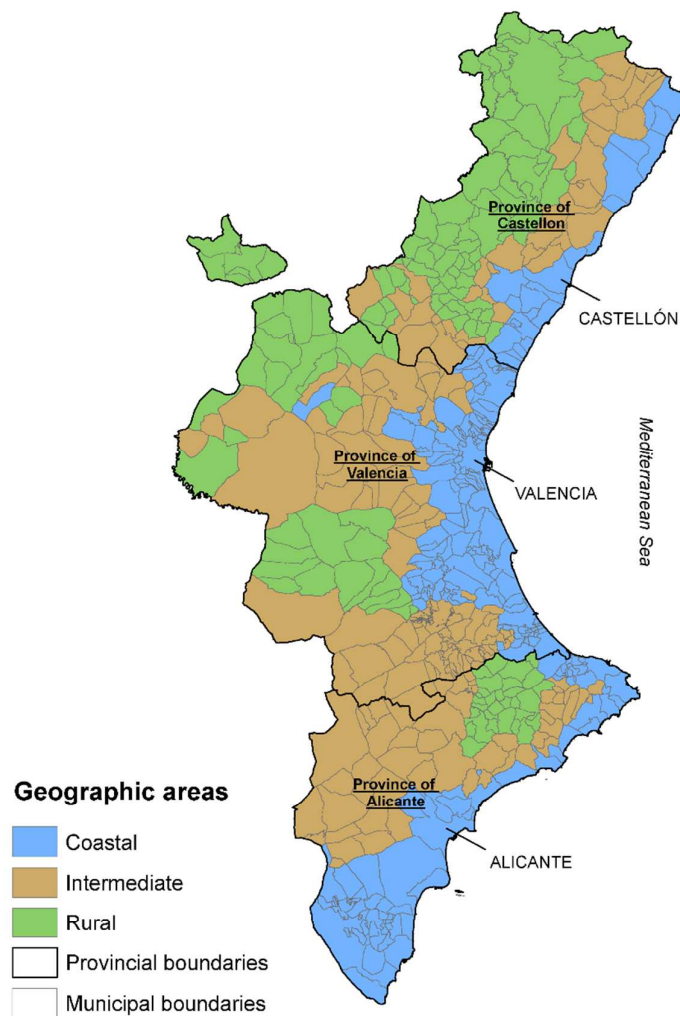 Province of
Castellon
CASTELLÓN
Mediterranean Sea
Province of
Valencia
VALENCIA
Province of
Alicante
ALICANTE
Geographic areas
Coastal
Intermediate
Rural
Provincial boundaries
Municipal boundaries